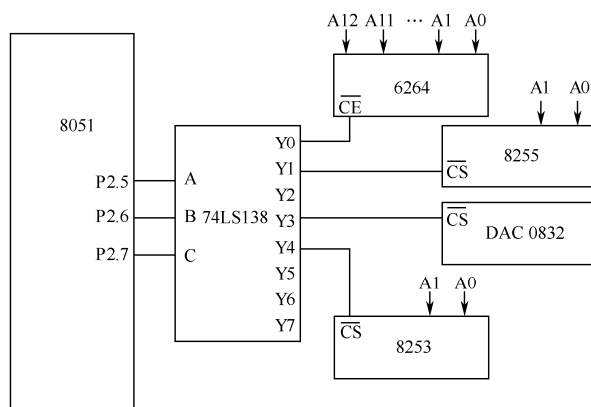 A12 A11 ··· A1 A0
6264
CE
8051
A1 A0
8255
CS
Y0
Y1
Y2
Y3
Y4
Y5
Y6
Y7
P2.5 A
P2.6 B 74LS138
P2.7 C
CS
DAC 0832
A1 A0
CS
8253